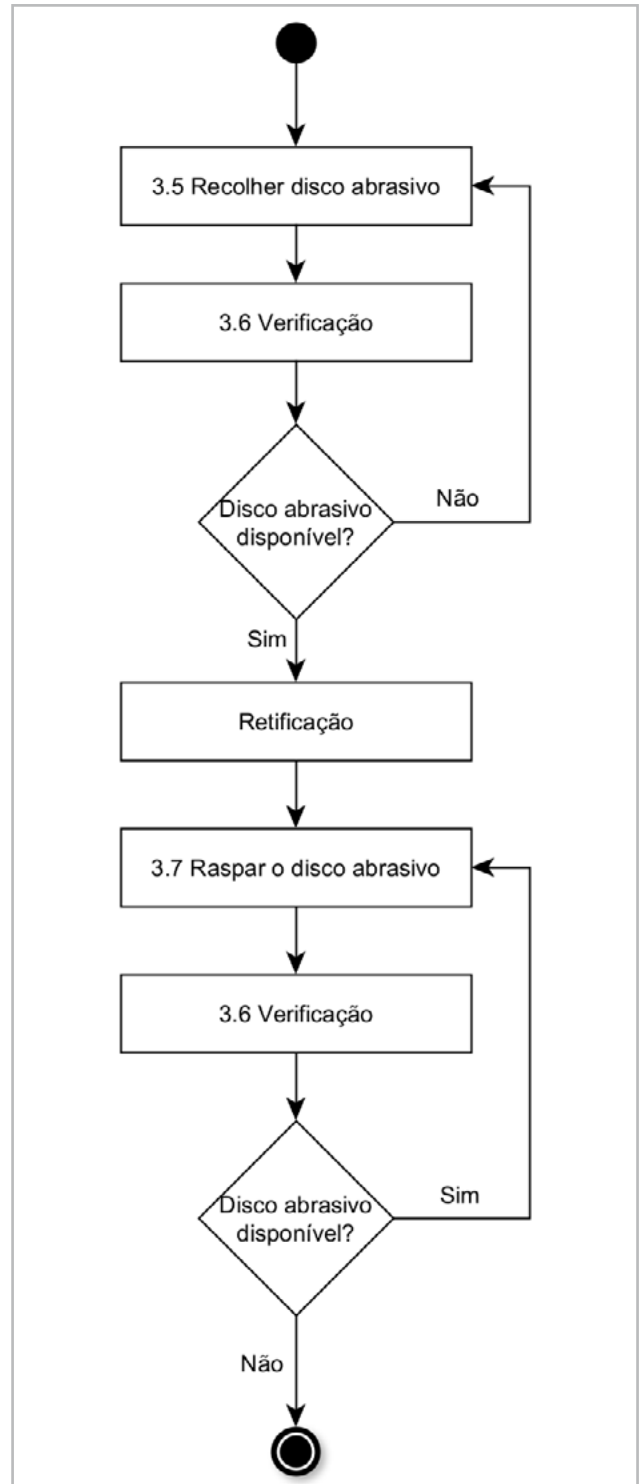 3.5 Recolher disco abrasivo
3.6 Verificação
Disco abrasivo
disponível?
Não
Sim
Retificação
3.7 Raspar o disco abrasivo
3.6 Verificação
Disco abrasivo
disponível?
Sim
Não